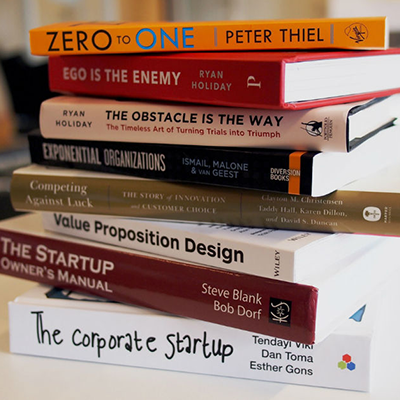 ZERO TO ONE PETER THIEL
EGO IS THE ENEMY RYAN HOLIDAY P
RYAN HOLIDAY THE OBSTACLE IS THE WAY
The Timeless Art of Turning Trials into Triumph
EXPONENTIAL ORGANIZATIONS ISMAIL, MALONE & VAN GEEST DIVERSION BOOKS
Competing Against Luck THE STORY OF INNOVATION AND CUSTOMER CHOICE Clayton M. Christensen
Taddy Hall, Karen Dillon,
and David S. Duncan
Value Proposition Design WILEY
THE STARTUP
OWNER'S MANUAL
Steve Blank
Bob Dorf
The corporate startup
Tendayi Viki
Dan Toma
Esther Gons